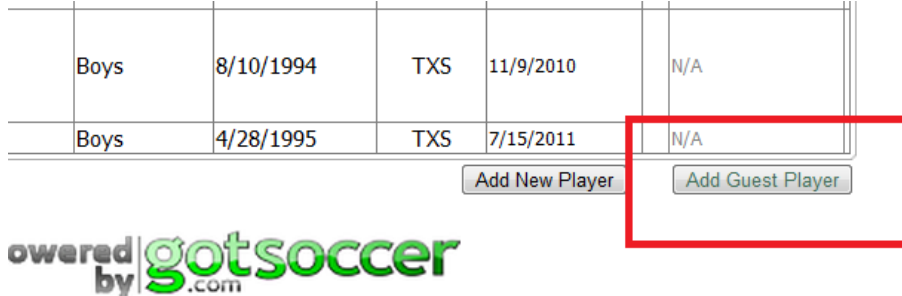 Boys 8/10/1994 TXS 11/9/2010 N/A
Boys 4/28/1995 TXS 7/15/2011 N/A
Add New Player Add Guest Player
owered by gotsoccer
.com